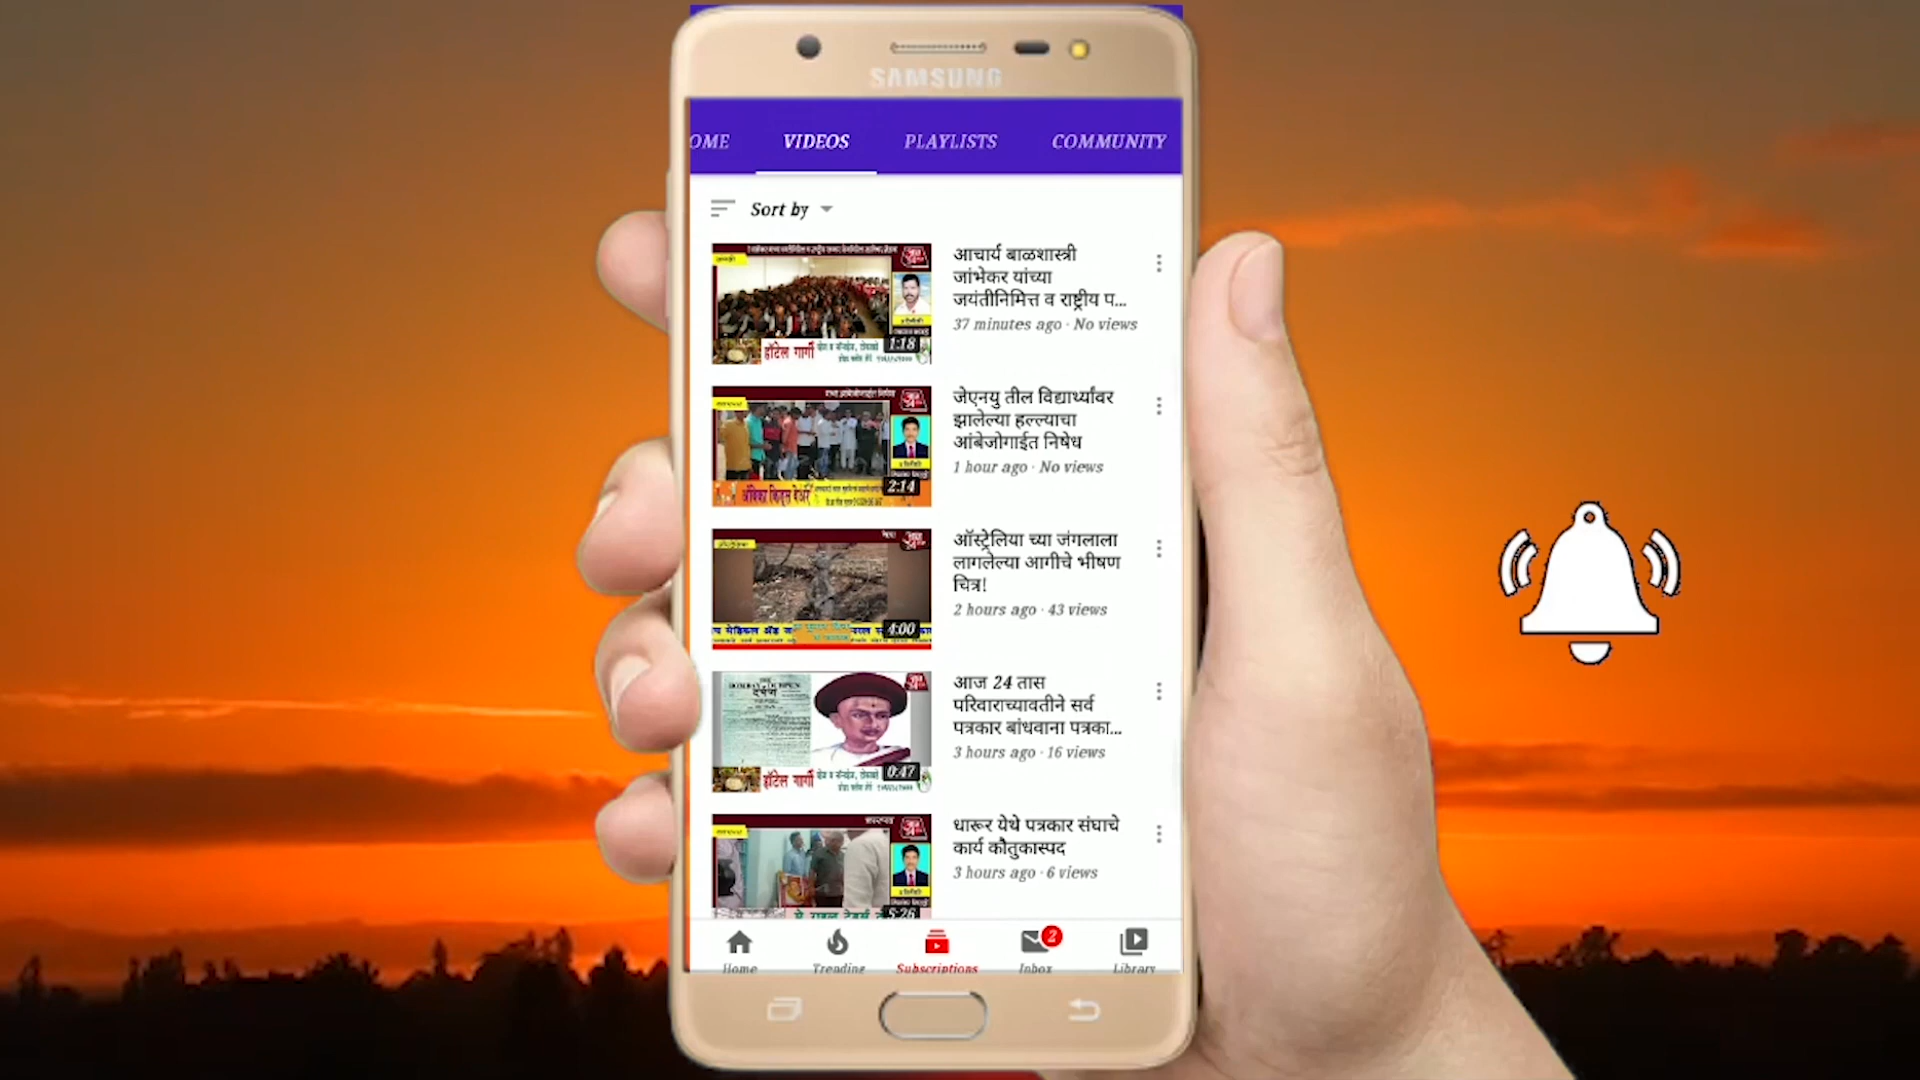 SAMSUNG
OME VIDEOS PLAYLISTS COMMUNITY
Sort by
आचार्य बाळशास्त्री
जांभेकर यांच्या
जयंतीनिमित्त व राष्ट्रीय प...
37 minutes ago · No views
हॉटेल गार्गी
1:18
जेएनयु तील विद्यार्थ्यांवर
झालेल्या हल्ल्याचा
आंबेजोगाईत निषेध
1 hour ago · No views
2:14
ऑस्ट्रेलिया च्या जंगलाला
लागलेल्या आगीचे भीषण
चित्र!
2 hours ago · 43 views
4:00
आज 24 तास
परिवाराच्यावतीने सर्व
पत्रकार बांधवाना पत्रका...
3 hours ago · 16 views
दर्पण
हॉटेल गार्गी
0:47
धारूर येथे पत्रकार संघाचे
कार्य कौतुकास्पद
3 hours ago · 6 views
5:26
2
Home Trending Subscriptions Inbox Library